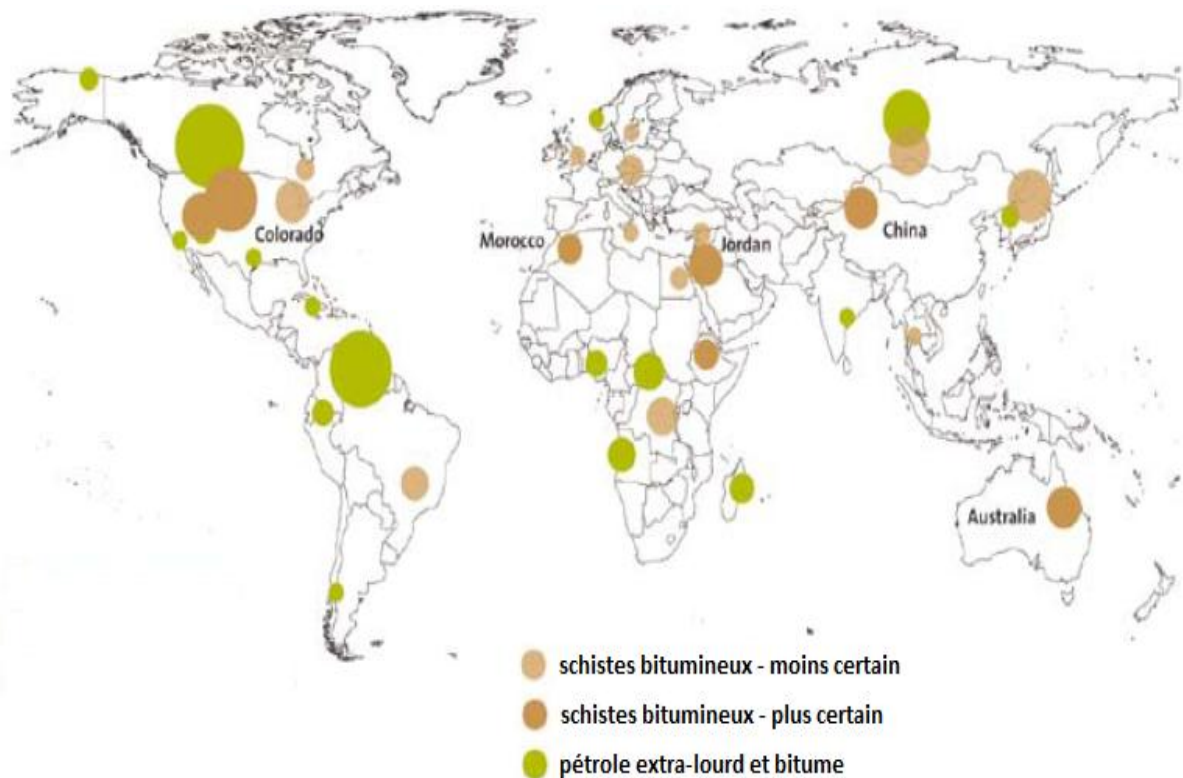 Colorado
Morocco
Jordan
China
Australia
schistes bitumineux - moins certain
schistes bitumineux - plus certain
pétrole extra-lourd et bitume